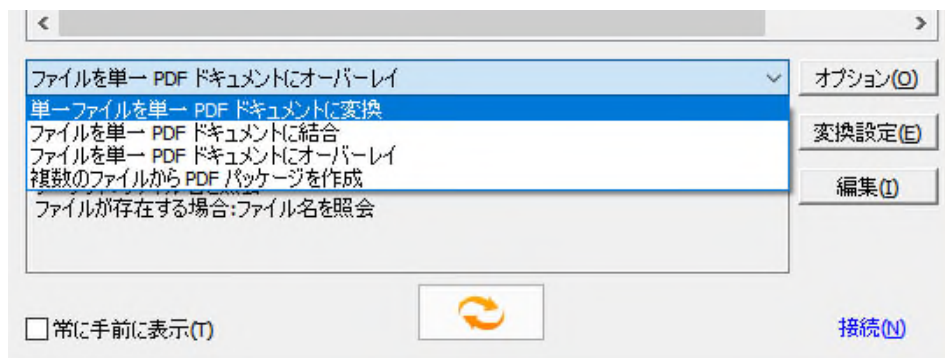 ファイルを単一 PDF ドキュメントにオーバーレイ
オプション(O)
単一ファイルを単一 PDF ドキュメントに変換
ファイルを単一 PDF ドキュメントに結合
変換設定(E)
ファイルを単一 PDF ドキュメントにオーバーレイ
複数のファイルから PDF パッケージを作成
編集(I)
ファイルが存在する場合:ファイル名を照会
常に手前に表示(T)
接続(N)